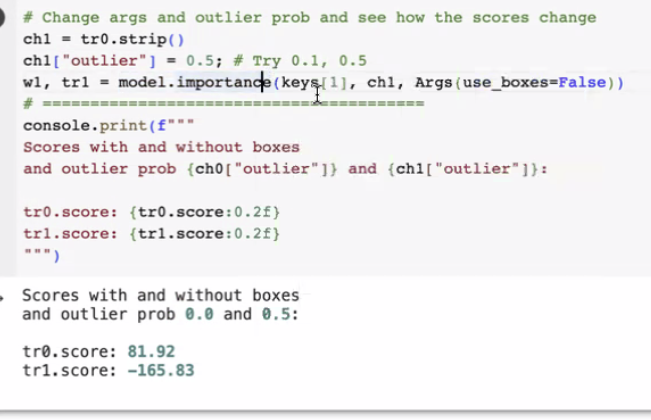 # Change args and outlier prob and see how the scores change
ch1 = tr0.strip()
ch1["outlier"] = 0.5; # Try 0.1, 0.5
w1, tr1 = model.importance(keys[1], ch1, Args(use_boxes=False))
# ========================================
console.print(f"""
Scores with and without boxes
and outlier prob {ch0["outlier"]} and {ch1["outlier"]}:
tr0.score: {tr0.score:0.2f}
tr1.score: {tr1.score:0.2f}
""")
Scores with and without boxes
and outlier prob 0.0 and 0.5:
tr0.score: 81.92
tr1.score: -165.83